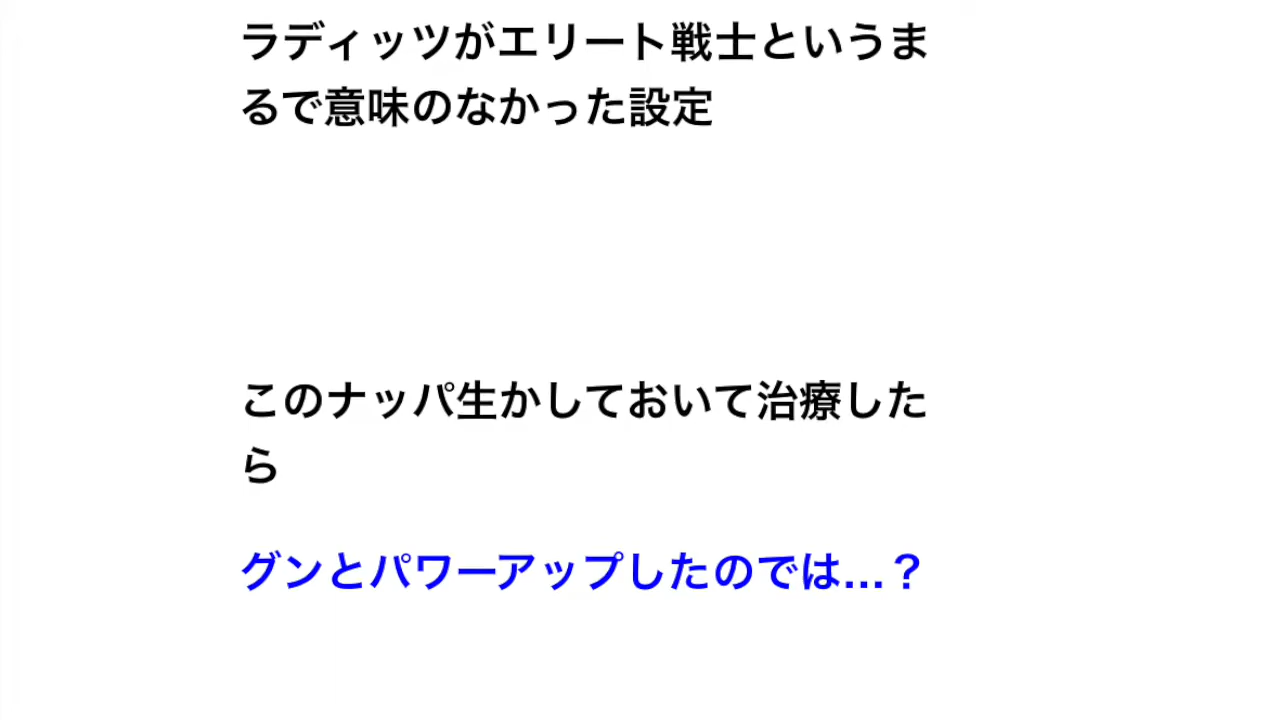 ラディッツがエリート戦士というま
るで意味のなかった設定
このナッパ生かしておいて治療した
ら
グンとパワーアップしたのでは…？